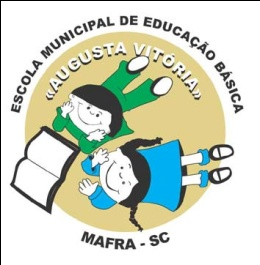 ESCOLA MUNICIPAL DE EDUCAÇÃO BÁSICA
"AUGUSTA VITÓRIA"
MAFRA - SC